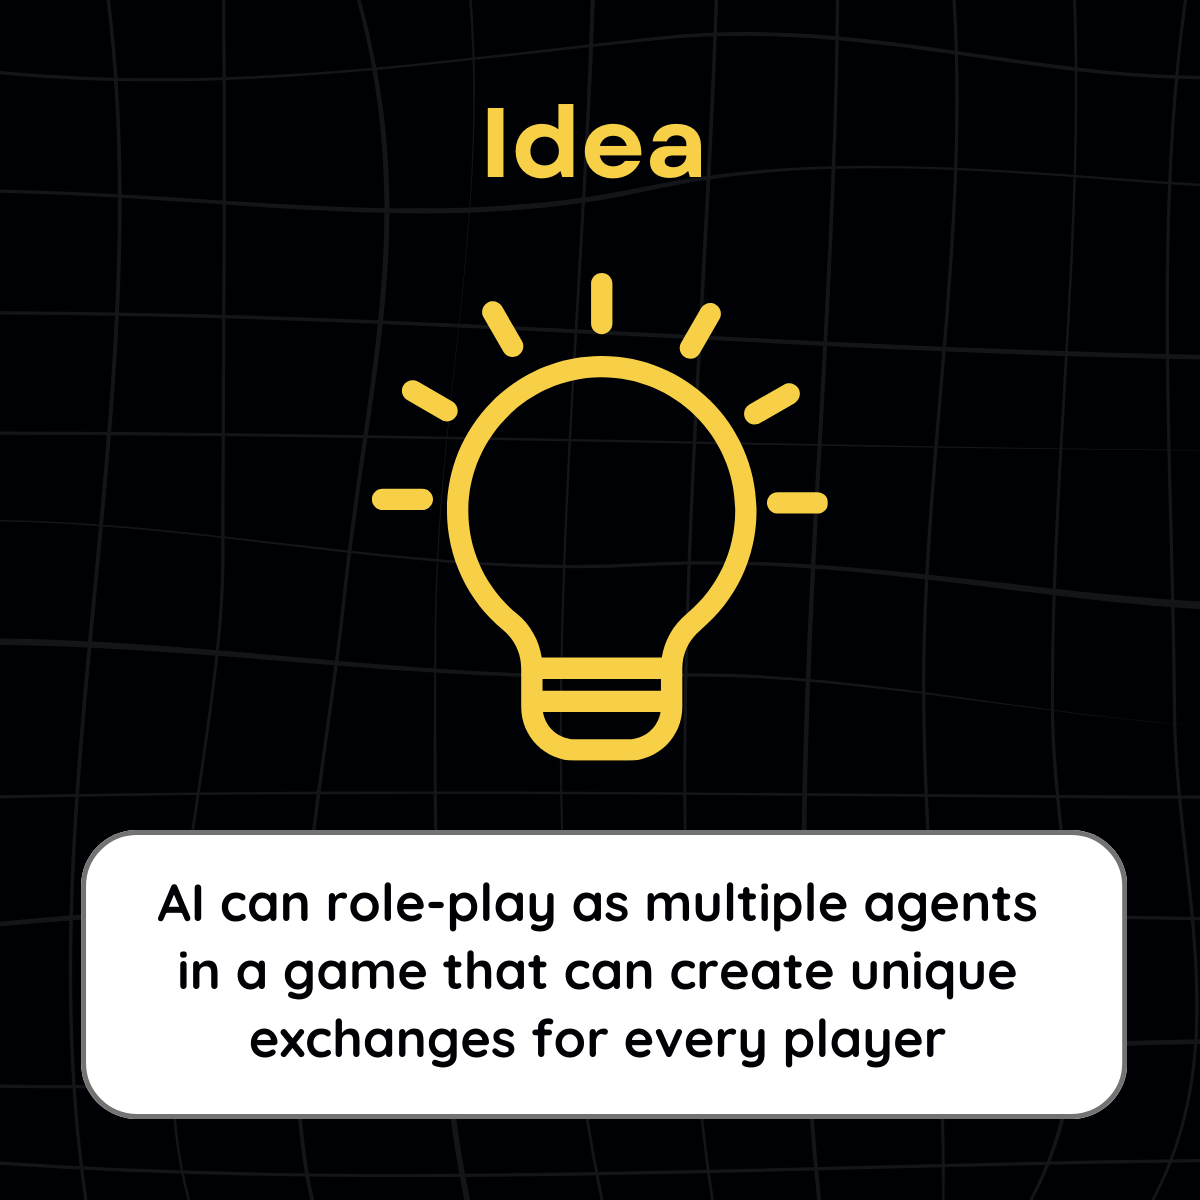 Idea
AI can role-play as multiple agents
in a game that can create unique
exchanges for every player